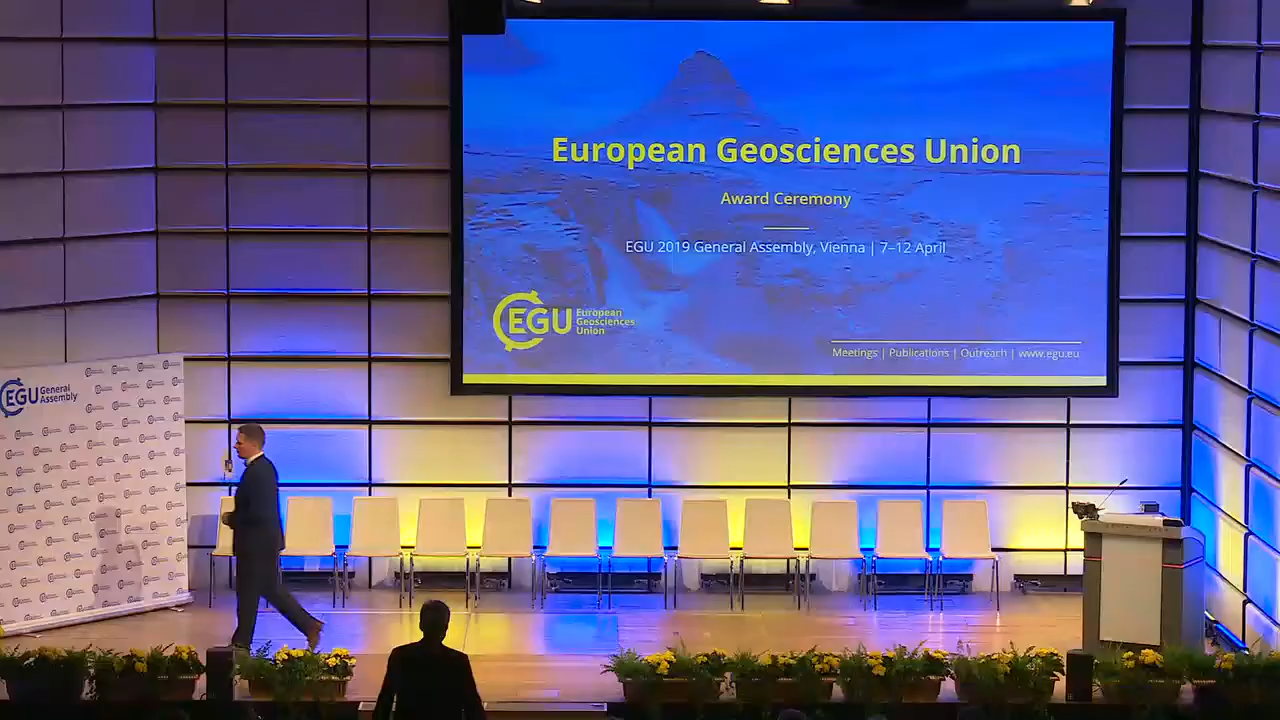 European Geosciences Union
Award Ceremony
EGU 2019 General Assembly, Vienna | 7–12 April
EGU European
Geosciences
Union
Meetings | Publications | Outreach | www.egu.eu
EGU General
Assembly